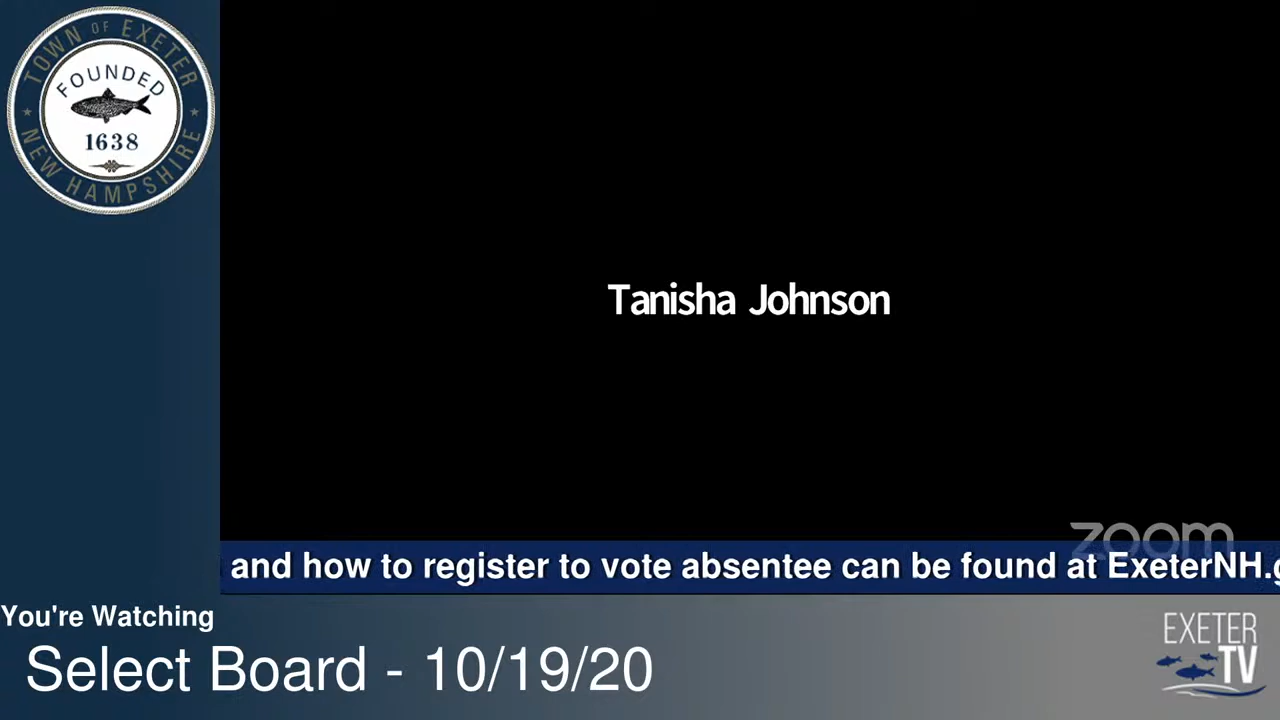 TOWN OF EXETER
FOUNDED
1638
NEW HAMPSHIRE
Tanisha Johnson
zoom
and how to register to vote absentee can be found at ExeterNH.g
You're Watching
Select Board - 10/19/20
EXETER
TV